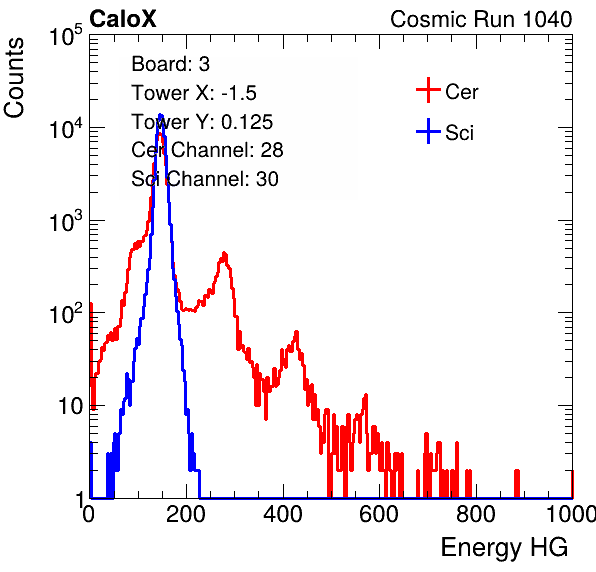 CaloX
Cosmic Run 1040
Counts
Board: 3
Tower X: -1.5
Tower Y: 0.125
Cer Channel: 28
Sci Channel: 30
Cer
Sci
10^5
10^4
10^3
10^2
10
1
0 200 400 600 800 1000
Energy HG